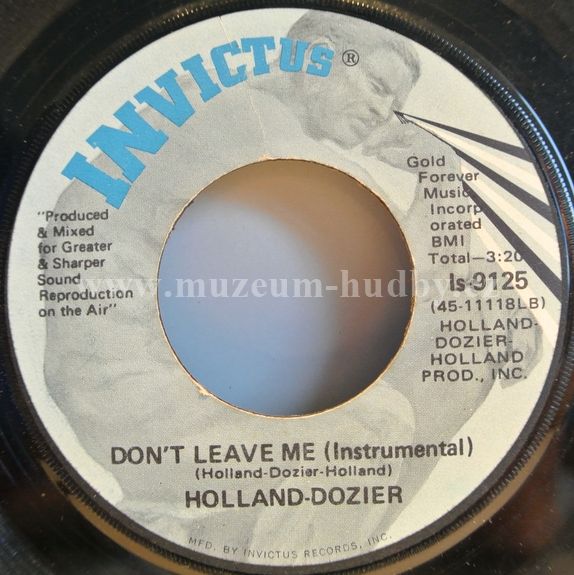 INVICTUS ®
"Produced
& Mixed
for Greater
& Sharper
Sound
Reproduction
on the Air"
Gold
Forever
Music
Incorp
orated
BMI
Total—3:20
Is-9125
(45-11118LB)
HOLLAND-
DOZIER-
HOLLAND
PROD., INC.
www.muzeum-hudby.
DON'T LEAVE ME (Instrumental)
(Holland-Dozier-Holland)
HOLLAND-DOZIER
MFD. BY INVICTUS RECORDS, INC.